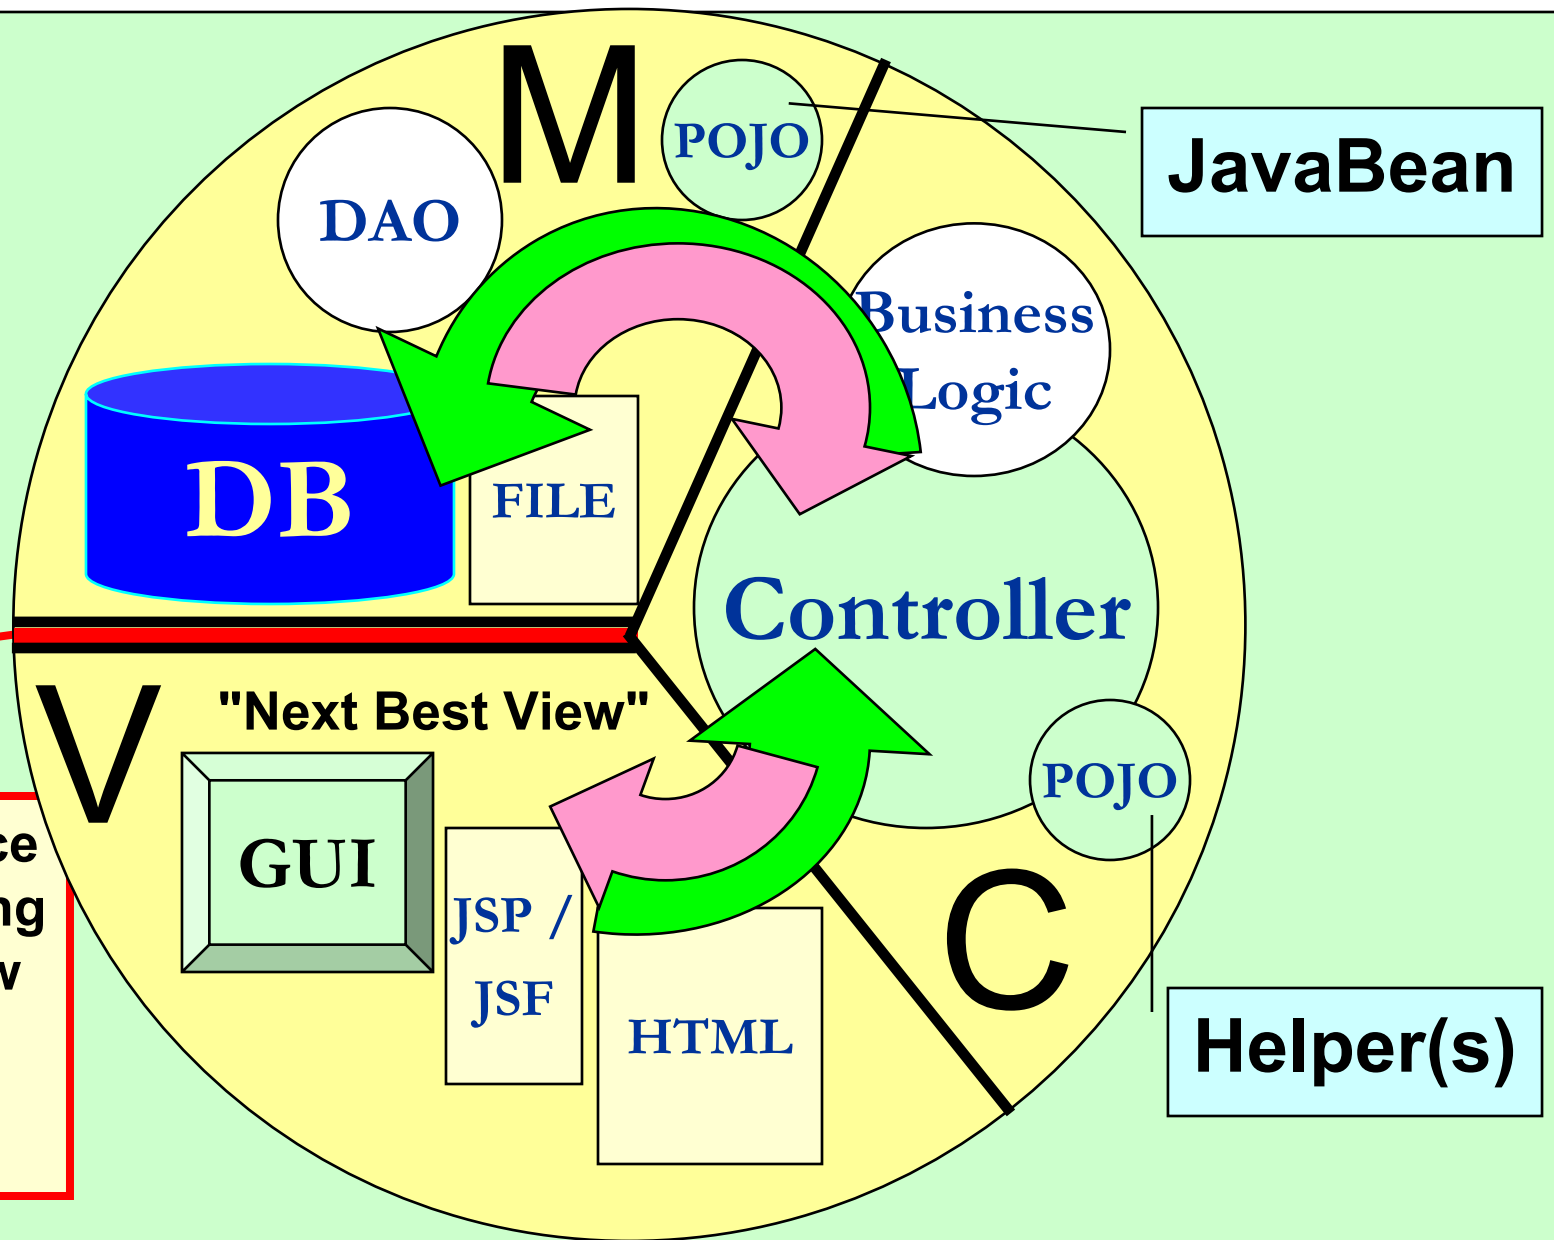 M
POJO
JavaBean
DAO
Business
Logic
DB
FILE
Controller
V
"Next Best View"
POJO
GUI
JSP /
JSF
HTML
C
Helper(s)